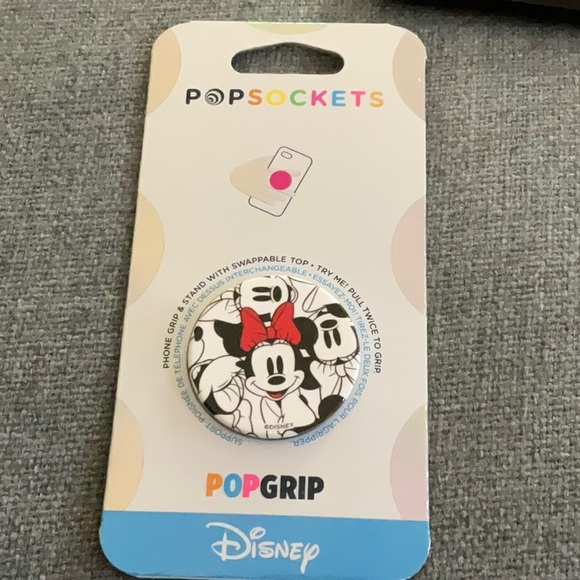 POPSOCKETS
PHONE GRIP & STAND WITH SWAPPABLE TOP • TRY ME! PULL TWICE TO GRIP
SUPPORT/POIGNÉE DE TÉLÉPHONE AVEC DESSUS INTERCHANGEABLE • ESSAYEZ-MOI! TIREZ-LE DEUX FOIS POUR L'AGRIPPER
©DISNEY
POPGRIP
Disney